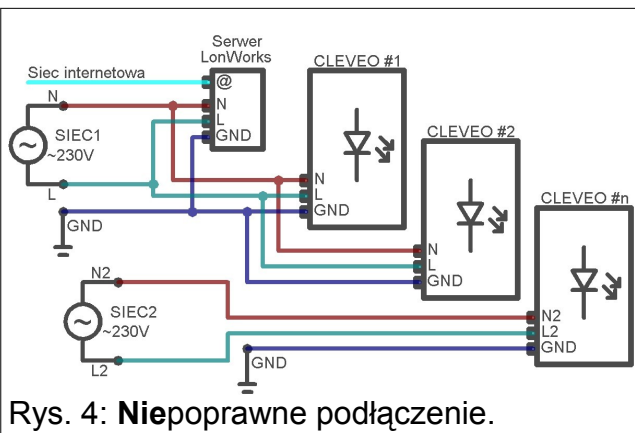 Serwer
LonWorks
CLEVEO #1
Siec internetowa
@
N
N
L
GND
SIEC1
~230V
CLEVEO #2
L
N
L
GND
GND
CLEVEO #n
N
L
GND
N2
SIEC2
~230V
N2
L2
GND
L2
GND
Rys. 4: Niepoprawne podłączenie.